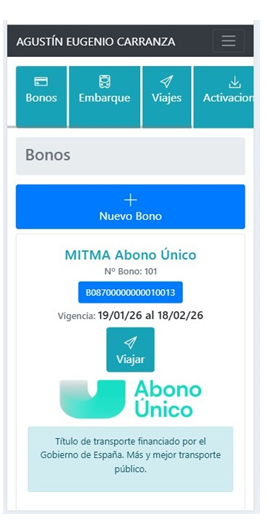 AGUSTÍN EUGENIO CARRANZA
Bonos Embarque Viajes Activacion
Bonos
Nuevo Bono
MITMA Abono Único
Nº Bono: 101
B08700000000010013
Vigencia: 19/01/26 al 18/02/26
Viajar
Abono
Único
Título de transporte financiado por el
Gobierno de España. Más y mejor transporte
público.